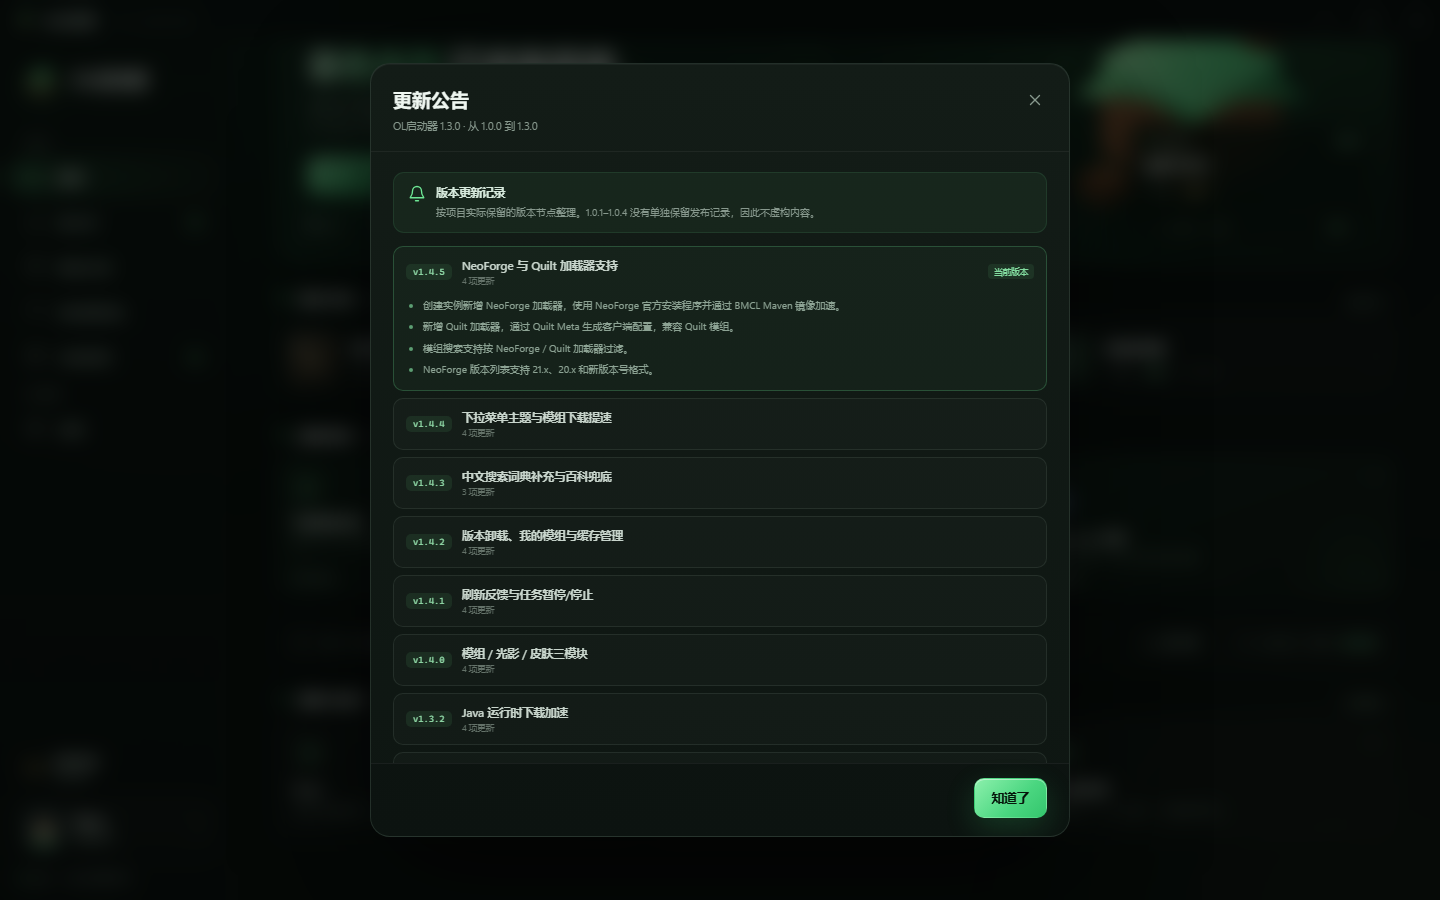 更新公告
OL启动器 1.3.0 · 从 1.0.0 到 1.3.0
版本更新记录
按项目实际保留的版本节点整理。1.0.1–1.0.4 没有单独保留发布记录，因此不虚构内容。
v1.4.5
NeoForge 与 Quilt 加载器支持
当前版本
4 项更新
创建实例新增 NeoForge 加载器，使用 NeoForge 官方安装程序并通过 BMCL Maven 镜像加速。
新增 Quilt 加载器，通过 Quilt Meta 生成客户端配置，兼容 Quilt 模组。
模组搜索支持按 NeoForge / Quilt 加载器过滤。
NeoForge 版本列表支持 21.x、20.x 和新版本号格式。
v1.4.4
下拉菜单主题与模组下载提速
4 项更新
v1.4.3
中文搜索词典补充与百科兜底
3 项更新
v1.4.2
版本卸载、我的模组与缓存管理
4 项更新
v1.4.1
刷新反馈与任务暂停/停止
4 项更新
v1.4.0
模组 / 光影 / 皮肤三模块
4 项更新
v1.3.2
Java 运行时下载加速
4 项更新
知道了